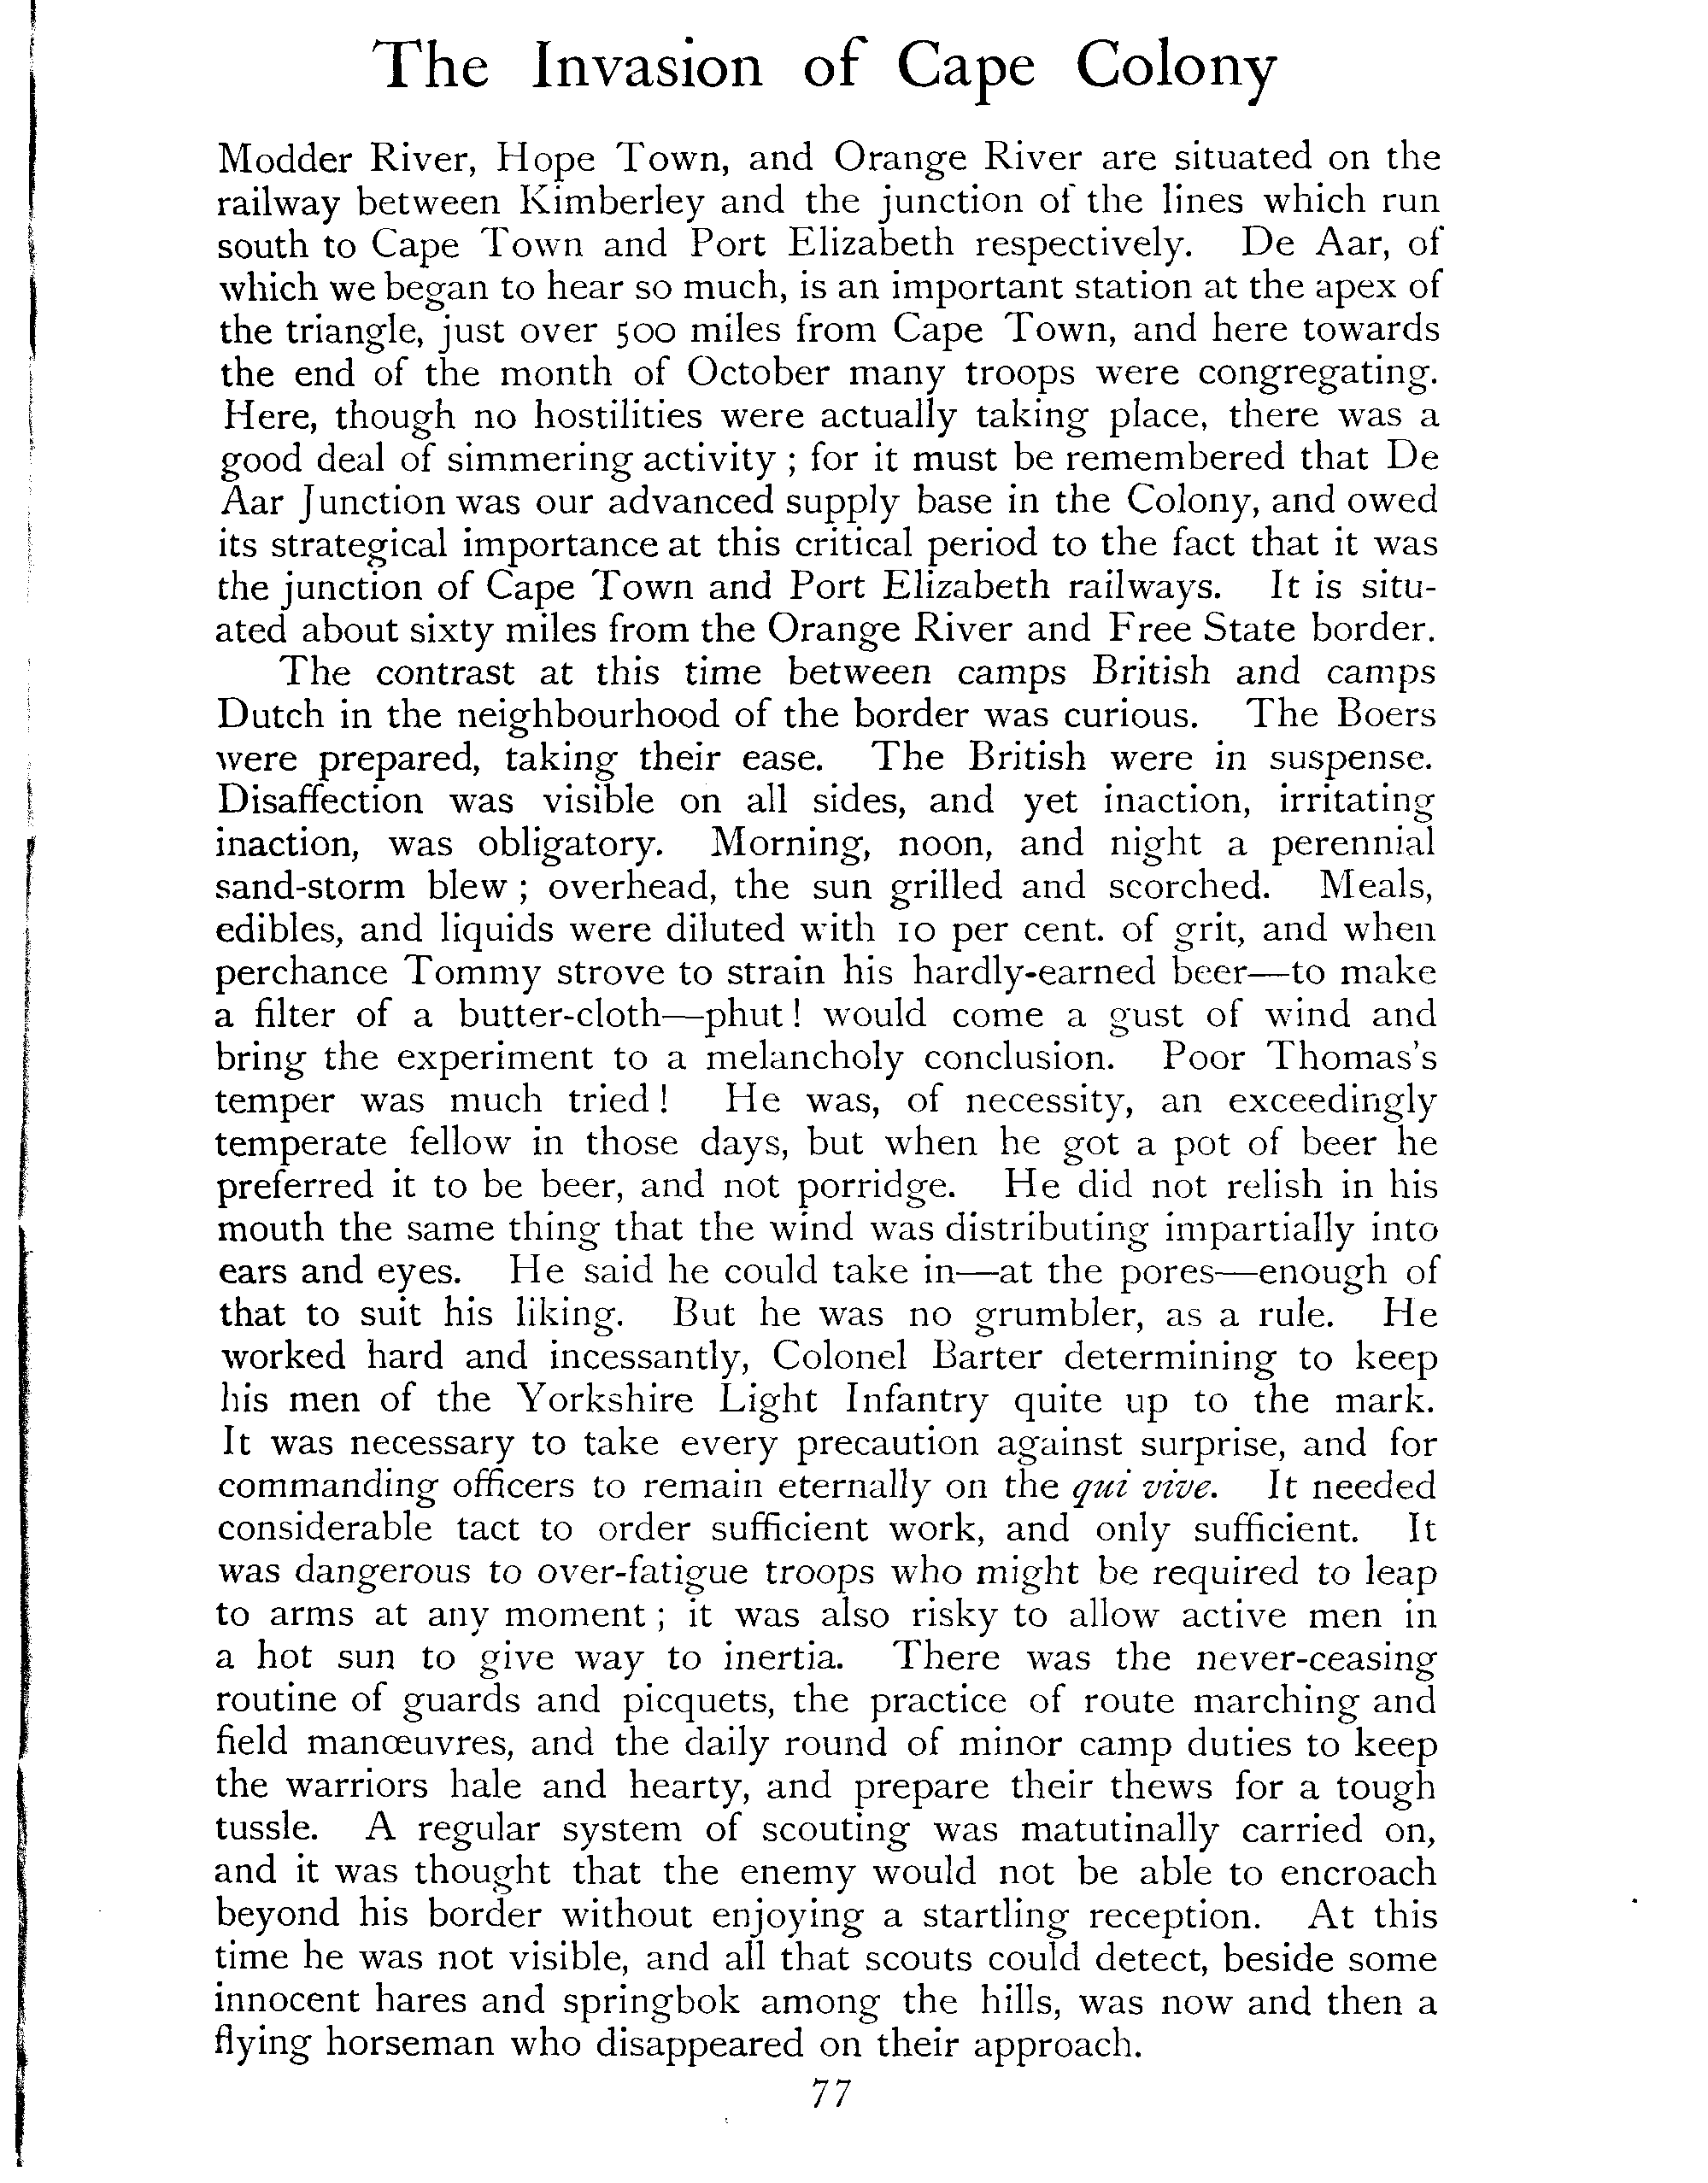 The Invasion of Cape Colony
Modder River, Hope Town, and Orange River are situated on the
railway between Kimberley and the junction of the lines which run
south to Cape Town and Port Elizabeth respectively. De Aar, of
which we began to hear so much, is an important station at the apex of
the triangle, just over 500 miles from Cape Town, and here towards
the end of the month of October many troops were congregating.
Here, though no hostilities were actually taking place, there was a
good deal of simmering activity ; for it must be remembered that De
Aar Junction was our advanced supply base in the Colony, and owed
its strategical importance at this critical period to the fact that it was
the junction of Cape Town and Port Elizabeth railways. It is situ-
ated about sixty miles from the Orange River and Free State border.
The contrast at this time between camps British and camps
Dutch in the neighbourhood of the border was curious. The Boers
were prepared, taking their ease. The British were in suspense.
Disaffection was visible on all sides, and yet inaction, irritating
inaction, was obligatory. Morning, noon, and night a perennial
sand-storm blew ; overhead, the sun grilled and scorched. Meals,
edibles, and liquids were diluted with 10 per cent. of grit, and when
perchance Tommy strove to strain his hardly-earned beer—to make
a filter of a butter-cloth—phut! would come a gust of wind and
bring the experiment to a melancholy conclusion. Poor Thomas's
temper was much tried! He was, of necessity, an exceedingly
temperate fellow in those days, but when he got a pot of beer he
preferred it to be beer, and not porridge. He did not relish in his
mouth the same thing that the wind was distributing impartially into
ears and eyes. He said he could take in—at the pores—enough of
that to suit his liking. But he was no grumbler, as a rule. He
worked hard and incessantly, Colonel Barter determining to keep
his men of the Yorkshire Light Infantry quite up to the mark.
It was necessary to take every precaution against surprise, and for
commanding officers to remain eternally on the qui vive. It needed
considerable tact to order sufficient work, and only sufficient. It
was dangerous to over-fatigue troops who might be required to leap
to arms at any moment ; it was also risky to allow active men in
a hot sun to give way to inertia. There was the never-ceasing
routine of guards and picquets, the practice of route marching and
field manœuvres, and the daily round of minor camp duties to keep
the warriors hale and hearty, and prepare their thews for a tough
tussle. A regular system of scouting was matutinally carried on,
and it was thought that the enemy would not be able to encroach
beyond his border without enjoying a startling reception. At this
time he was not visible, and all that scouts could detect, beside some
innocent hares and springbok among the hills, was now and then a
flying horseman who disappeared on their approach.
77